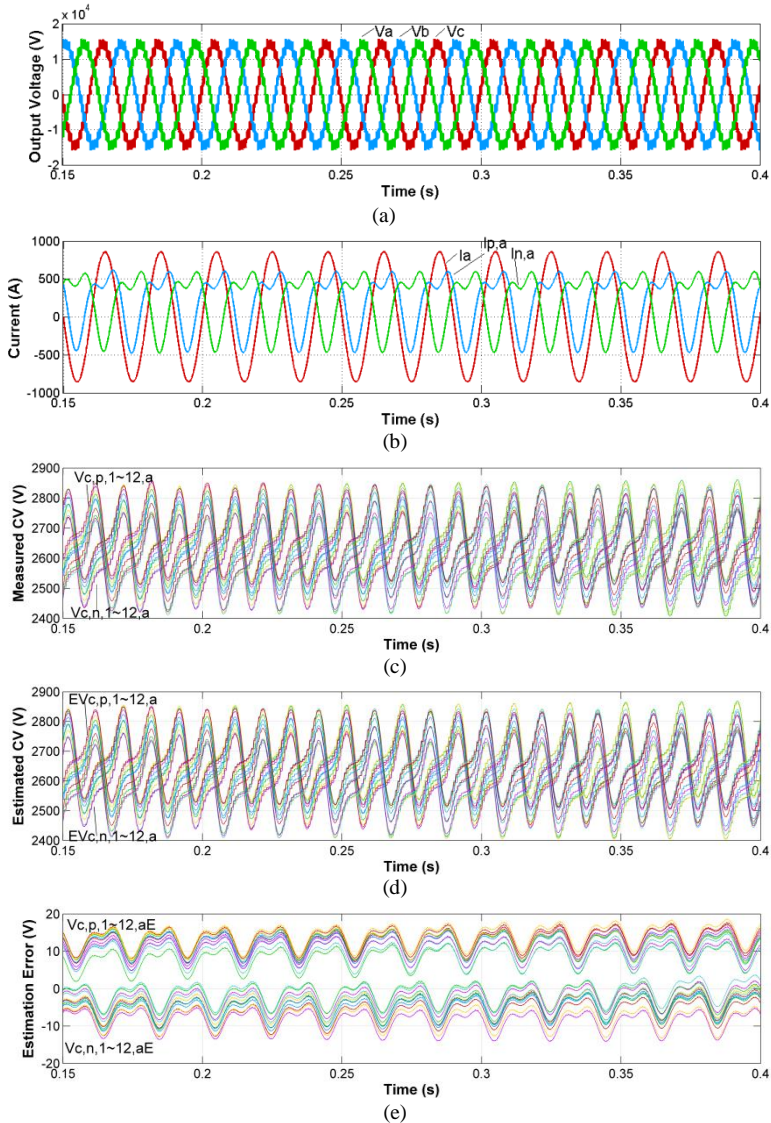 2 x 10^4
Va Vb Vc
Output Voltage (V)
1
0
-1
-2
0.15 0.2 0.25 0.3 0.35 0.4
Time (s)
(a)
1000
Ia Ip,a In,a
Current (A)
500
0
-500
-1000
0.15 0.2 0.25 0.3 0.35 0.4
Time (s)
(b)
2900
Vc,p,1~12,a
Measured CV (V)
2800
2700
2600
2500
2400
Vc,n,1~12,a
0.15 0.2 0.25 0.3 0.35 0.4
Time (s)
(c)
2900
EVc,p,1~12,a
Estimated CV (V)
2800
2700
2600
2500
2400
EVc,n,1~12,a
0.15 0.2 0.25 0.3 0.35 0.4
Time (s)
(d)
20
Vc,p,1~12,aE
Estimation Error (V)
10
0
-10
Vc,n,1~12,aE
-20
0.15 0.2 0.25 0.3 0.35 0.4
Time (s)
(e)